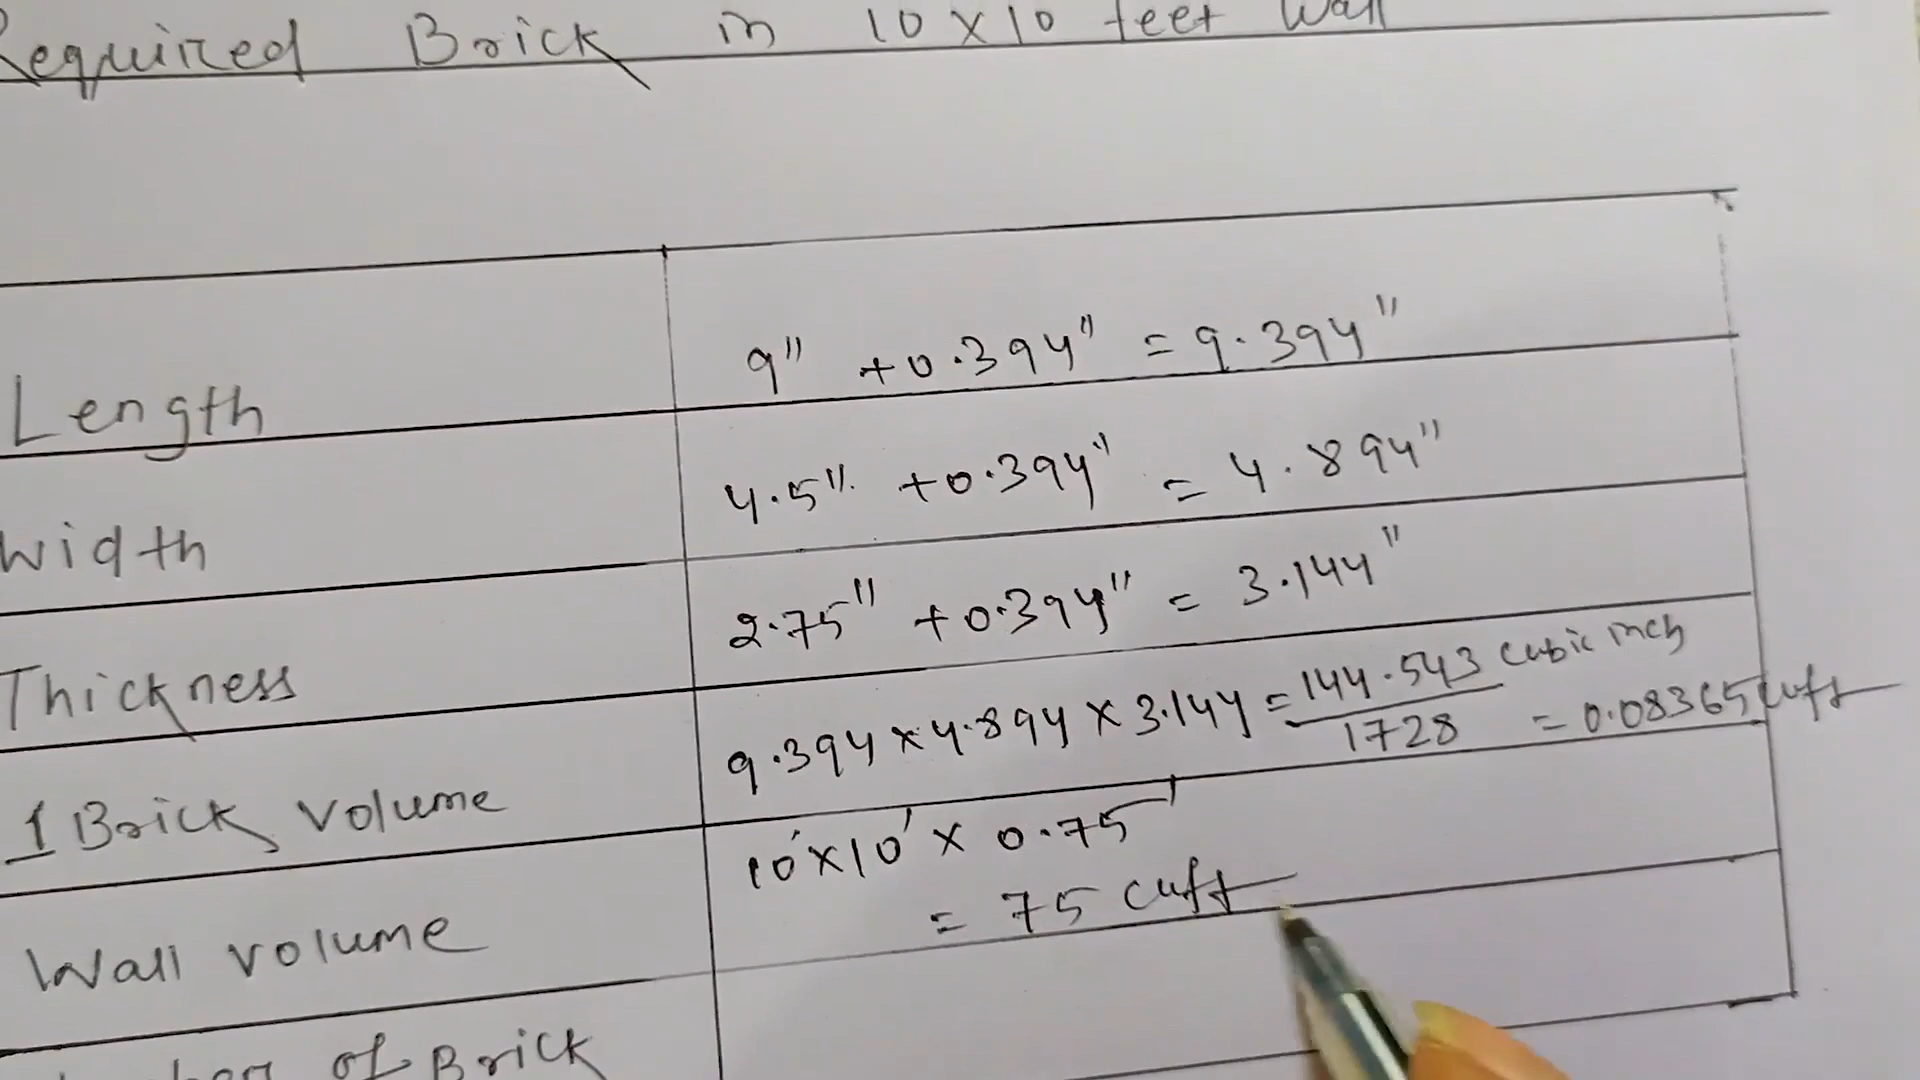 Required Brick in 10 x 10 feet Wall
Length 9" + 0.394" = 9.394"
Width 4.5" + 0.394" = 4.894"
Thickness 2.75" + 0.394" = 3.144"
1 Brick volume 9.394 x 4.894 x 3.144 = 144.543 cubic inch / 1728 = 0.08365 cuft
Wall volume 10' x 10' x 0.75'
= 75 cuft
of Brick